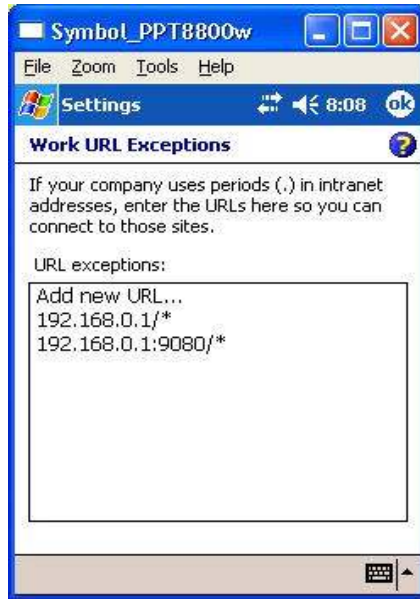 Symbol_PPT8800w
File Zoom Tools Help
Settings 8:08 ok
Work URL Exceptions ?
If your company uses periods (.) in intranet
addresses, enter the URLs here so you can
connect to those sites.
URL exceptions:
Add new URL...
192.168.0.1/*
192.168.0.1:9080/*